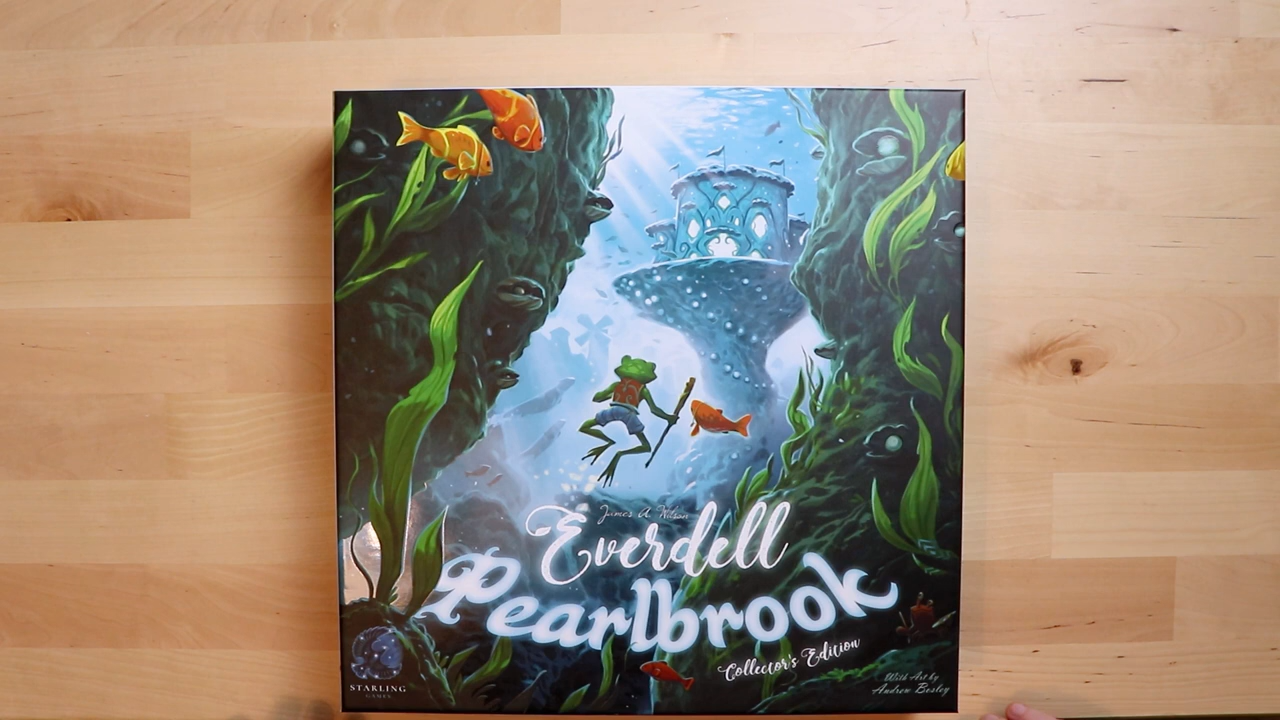 James A. Wilson
Everdell
Pearlbrook
Collector's Edition
With Art by
Andrew Bosley
STARLING
GAMES